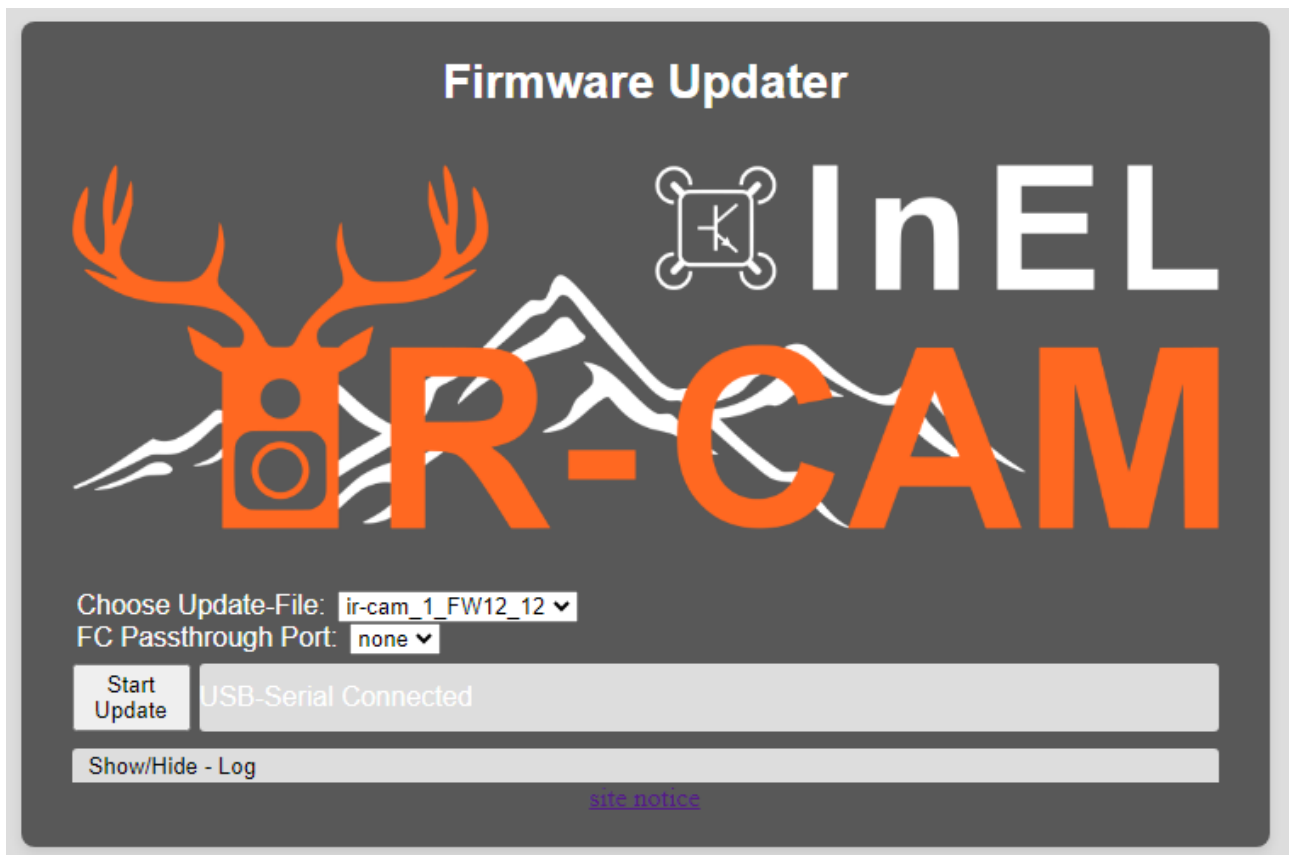 Firmware Updater
InEL
IR-CAM
Choose Update-File: ir-cam_1_FW12_12
FC Passthrough Port: none
Start
Update
USB-Serial Connected
Show/Hide - Log
site notice